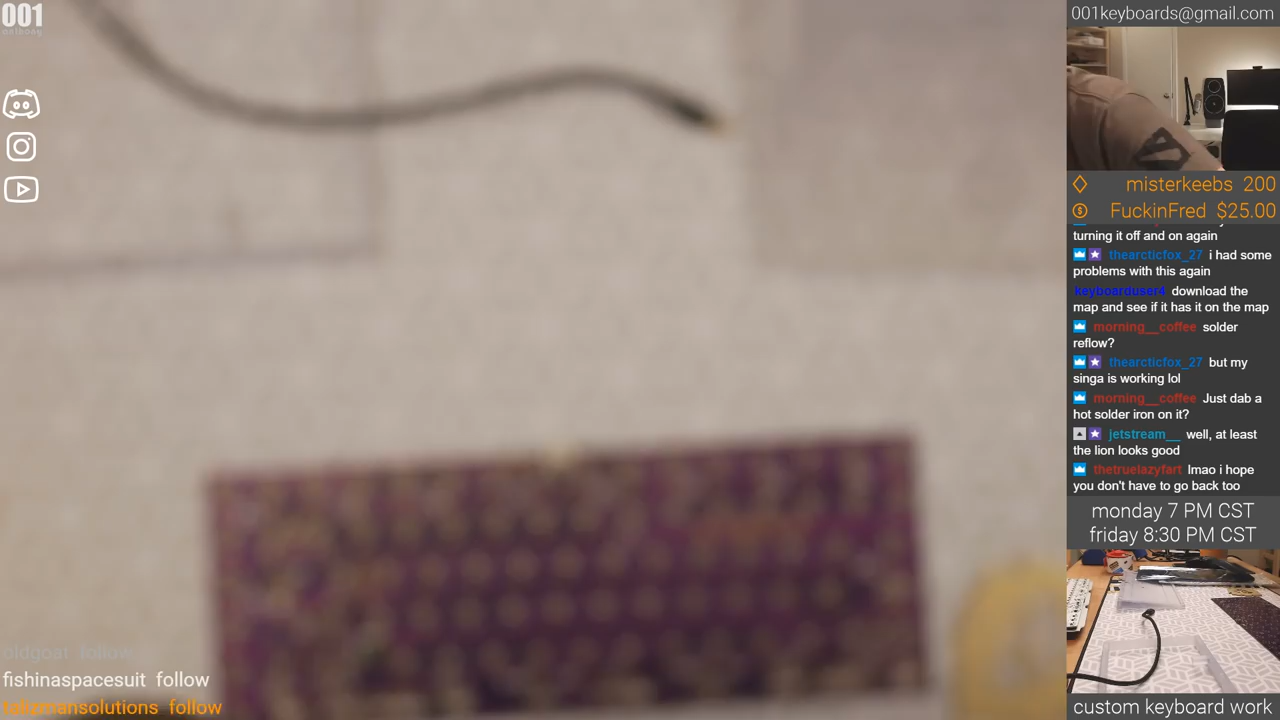 001
001keyboards@gmail.com
misterkeebs 200
FuckinFred $25.00
turning it off and on again
thearcticfox_27 i had some
problems with this again
keyboarduser4 download the
map and see if it has it on the map
morning__coffee solder
reflow?
thearcticfox_27 but my
singa is working lol
morning__coffee Just dab a
hot solder iron on it?
jetstream__ well, at least
the lion looks good
thetruelazyfart lmao i hope
you don't have to go back too
monday 7 PM CST
friday 8:30 PM CST
oldgoat follow
fishinaspacesuit follow
talizmansolutions follow
custom keyboard work